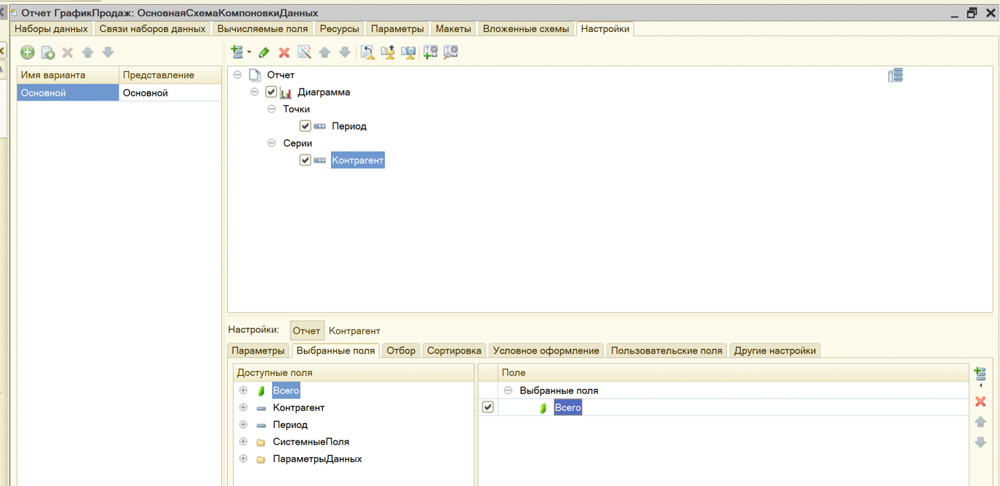 Отчет ГрафикПродаж: ОсновнаяСхемаКомпоновкиДанных
Наборы данных Связи наборов данных Вычисляемые поля Ресурсы Параметры Макеты Вложенные схемы Настройки
Имя варианта Представление
Основной Основной
Отчет
Диаграмма
Точки
Период
Серии
Контрагент
Настройки: Отчет Контрагент
Параметры Выбранные поля Отбор Сортировка Условное оформление Пользовательские поля Другие настройки
Доступные поля
Всего
Контрагент
Период
СистемныеПоля
ПараметрыДанных
Поле
Выбранные поля
Всего